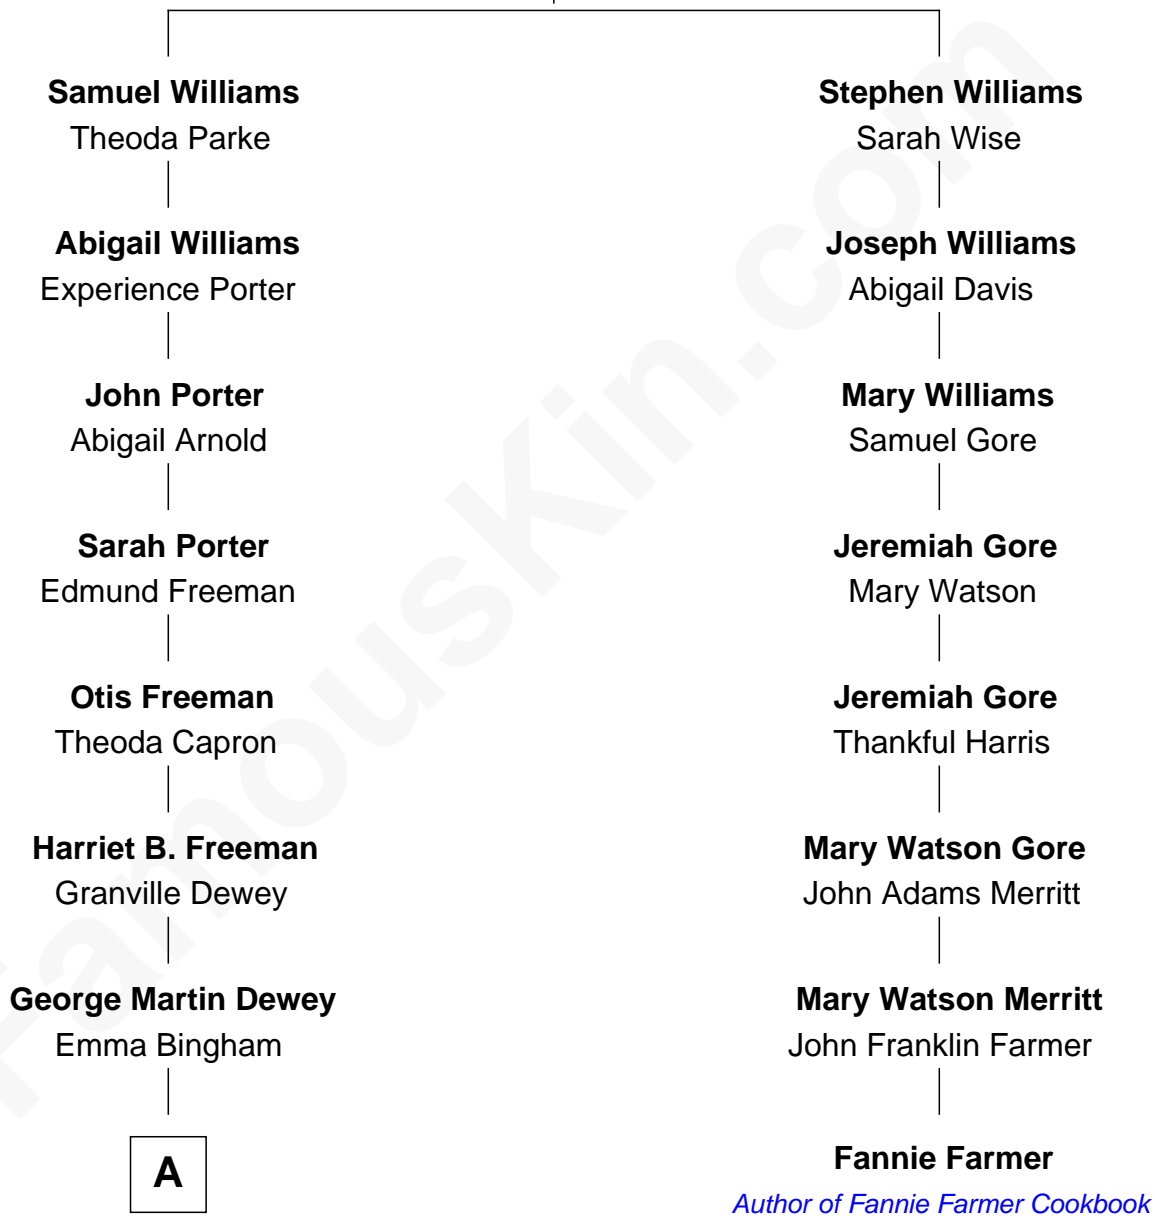 Samuel Williams
Theoda Parke
Stephen Williams
Sarah Wise
Abigail Williams
Experience Porter
Joseph Williams
Abigail Davis
John Porter
Abigail Arnold
Mary Williams
Samuel Gore
Sarah Porter
Edmund Freeman
Jeremiah Gore
Mary Watson
Otis Freeman
Theoda Capron
Jeremiah Gore
Thankful Harris
Harriet B. Freeman
Granville Dewey
Mary Watson Gore
John Adams Merritt
George Martin Dewey
Emma Bingham
Mary Watson Merritt
John Franklin Farmer
A
Fannie Farmer
Author of Fannie Farmer Cookbook
FamousKin.com